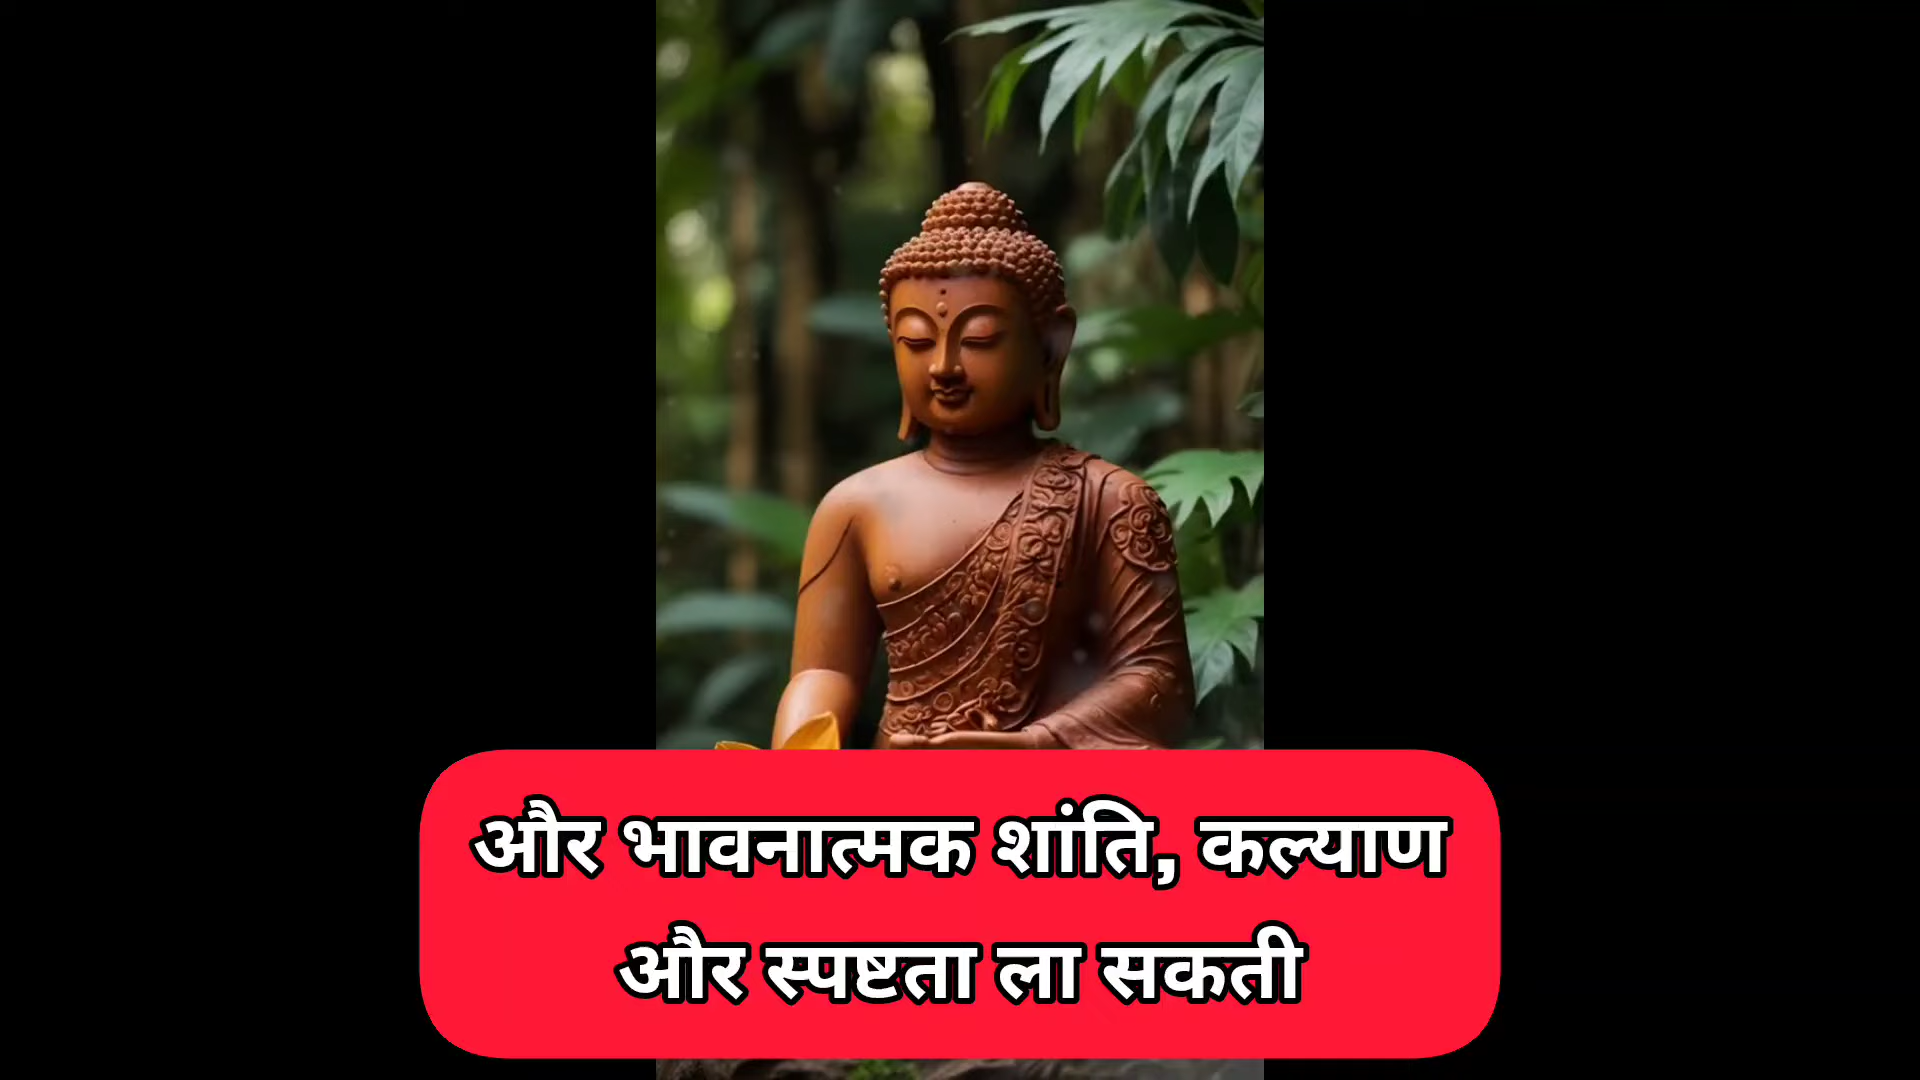 और भावनात्मक शांति, कल्याण
और स्पष्टता ला सकती